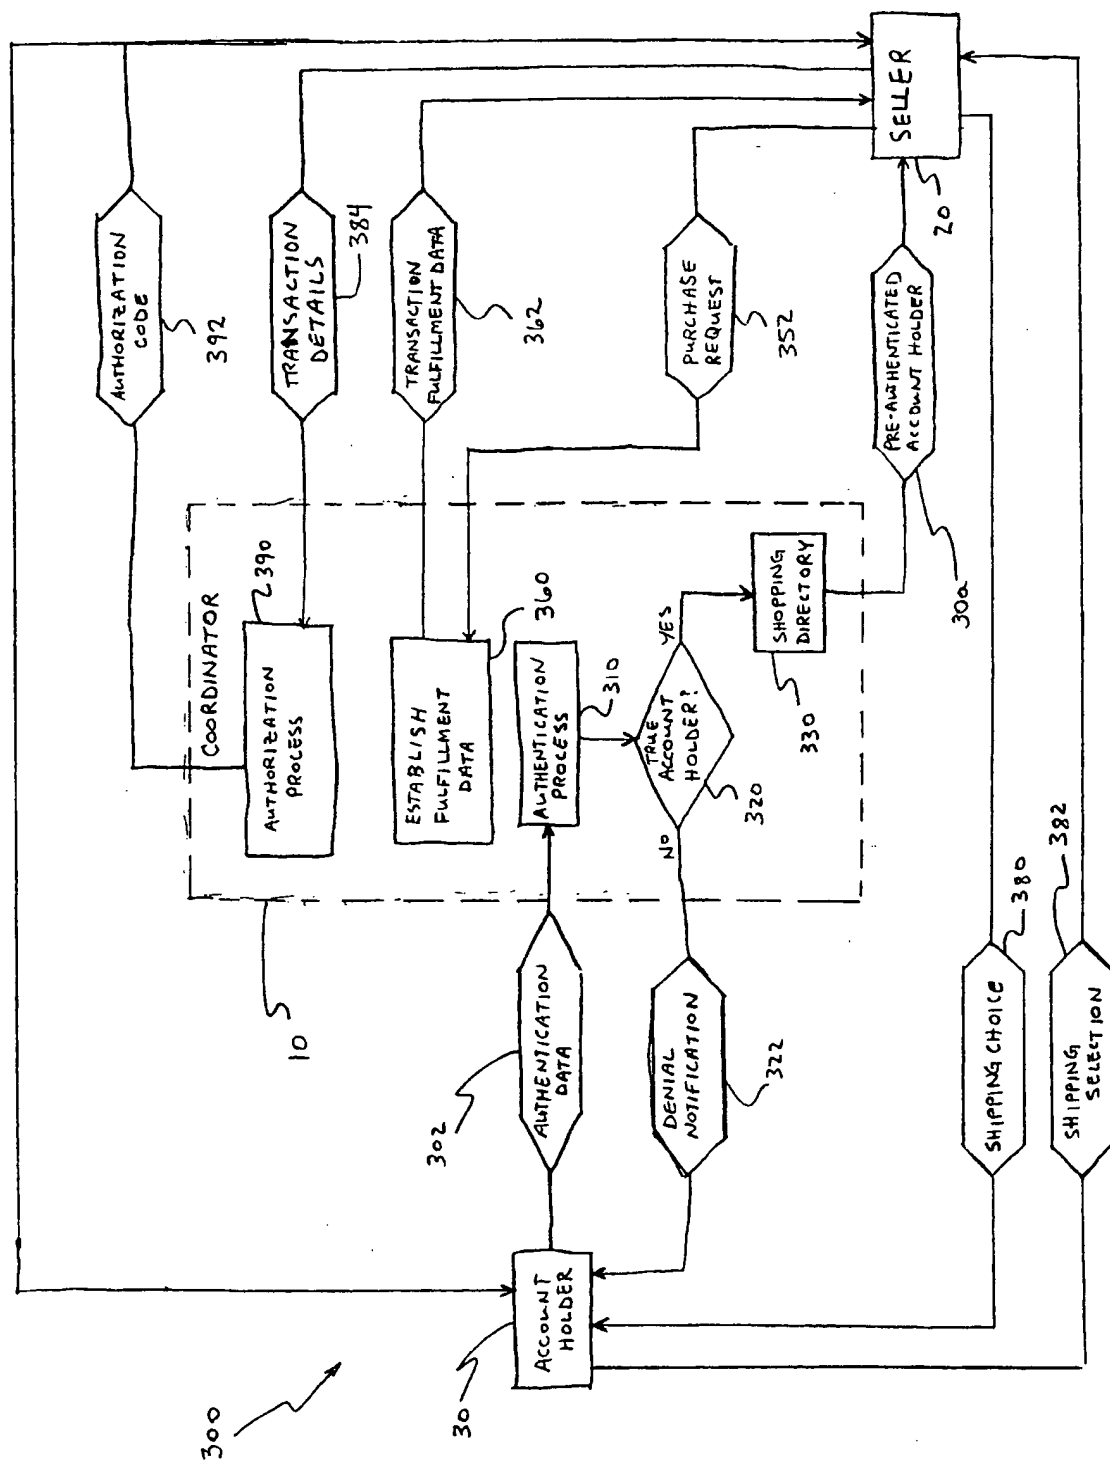 300
AUTHORIZATION
CODE
392
TRANSACTION
DETAILS
384
TRANSACTION
FULFILLMENT DATA
362
PURCHASE
REQUEST
352
COORDINATOR
10
AUTHORIZATION
PROCESS
390
ESTABLISH
FULFILLMENT
DATA
360
ACCOUNT
HOLDER
30
AUTHENTICATION
DATA
302
AUTHENTICATION
PROCESS
310
TRUE
ACCOUNT
HOLDER?
320
NO
YES
DENIAL
NOTIFICATION
322
SHOPPING
DIRECTORY
330
PRE-AUTHENTICATED
ACCOUNT HOLDER
30a
SELLER
20
SHIPPING CHOICE
380
SHIPPING
SELECTION
382